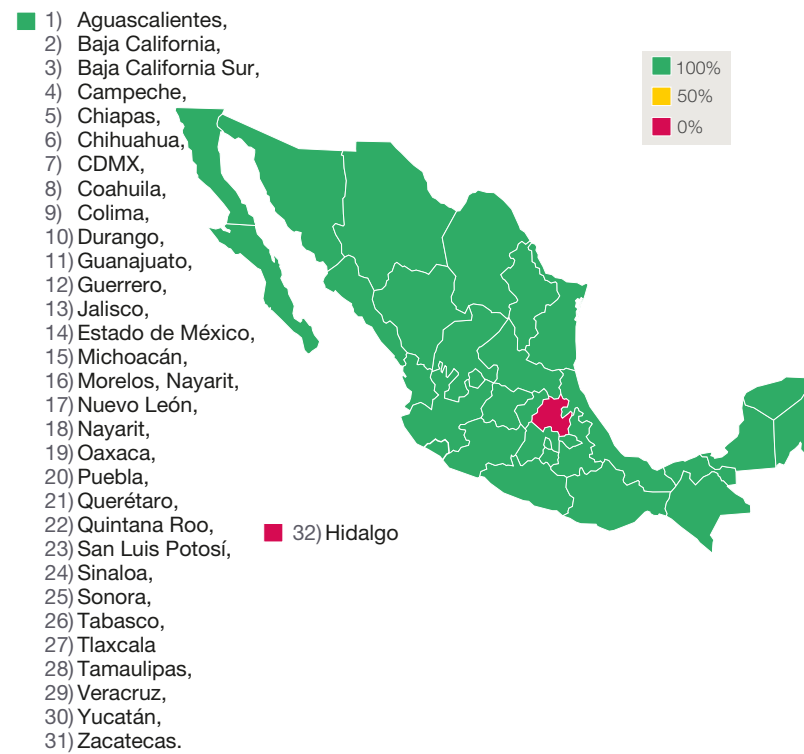 1) Aguascalientes,
2) Baja California,
3) Baja California Sur,
4) Campeche,
5) Chiapas,
6) Chihuahua,
7) CDMX,
8) Coahuila,
9) Colima,
10) Durango,
11) Guanajuato,
12) Guerrero,
13) Jalisco,
14) Estado de México,
15) Michoacán,
16) Morelos, Nayarit,
17) Nuevo León,
18) Nayarit,
19) Oaxaca,
20) Puebla,
21) Querétaro,
22) Quintana Roo,
23) San Luis Potosí,
24) Sinaloa,
25) Sonora,
26) Tabasco,
27) Tlaxcala
28) Tamaulipas,
29) Veracruz,
30) Yucatán,
31) Zacatecas.
32) Hidalgo
100%
50%
0%